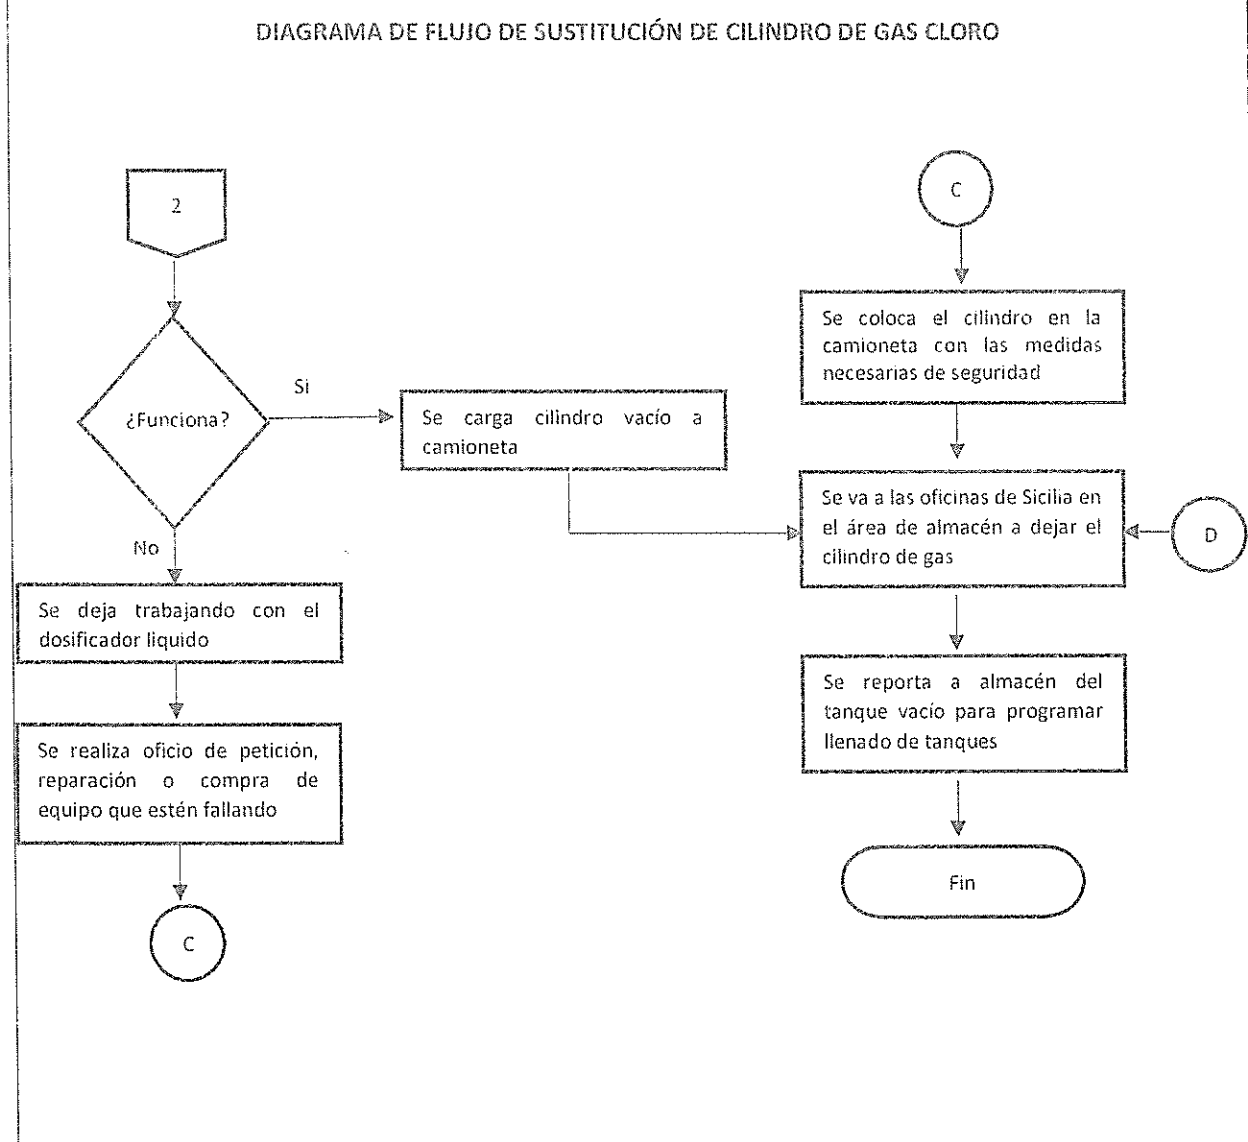 DIAGRAMA DE FLUJO DE SUSTITUCIÓN DE CILINDRO DE GAS CLORO
2
¿Funciona?
Si
Se carga cilindro vacío a
camioneta
No
Se deja trabajando con el
dosificador liquido
Se realiza oficio de petición,
reparación o compra de
equipo que estén fallando
C
C
Se coloca el cilindro en la
camioneta con las medidas
necesarias de seguridad
Se va a las oficinas de Sicilia en
el área de almacén a dejar el
cilindro de gas
D
Se reporta a almacén del
tanque vacío para programar
llenado de tanques
Fin